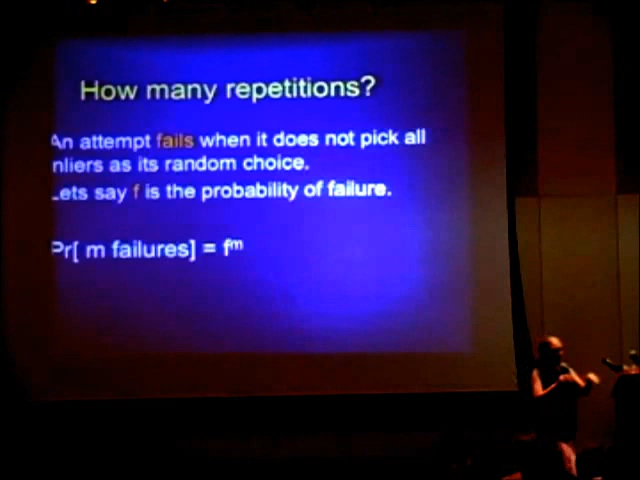 How many repetitions?
An attempt fails when it does not pick all
nliers as its random choice.
Lets say f is the probability of failure.
Pr[ m failures] = fᵐ